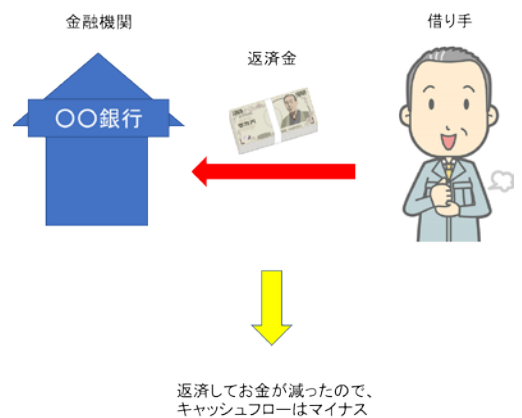 金融機関
借り手
返済金
〇〇銀行
返済してお金が減ったので、
キャッシュフローはマイナス